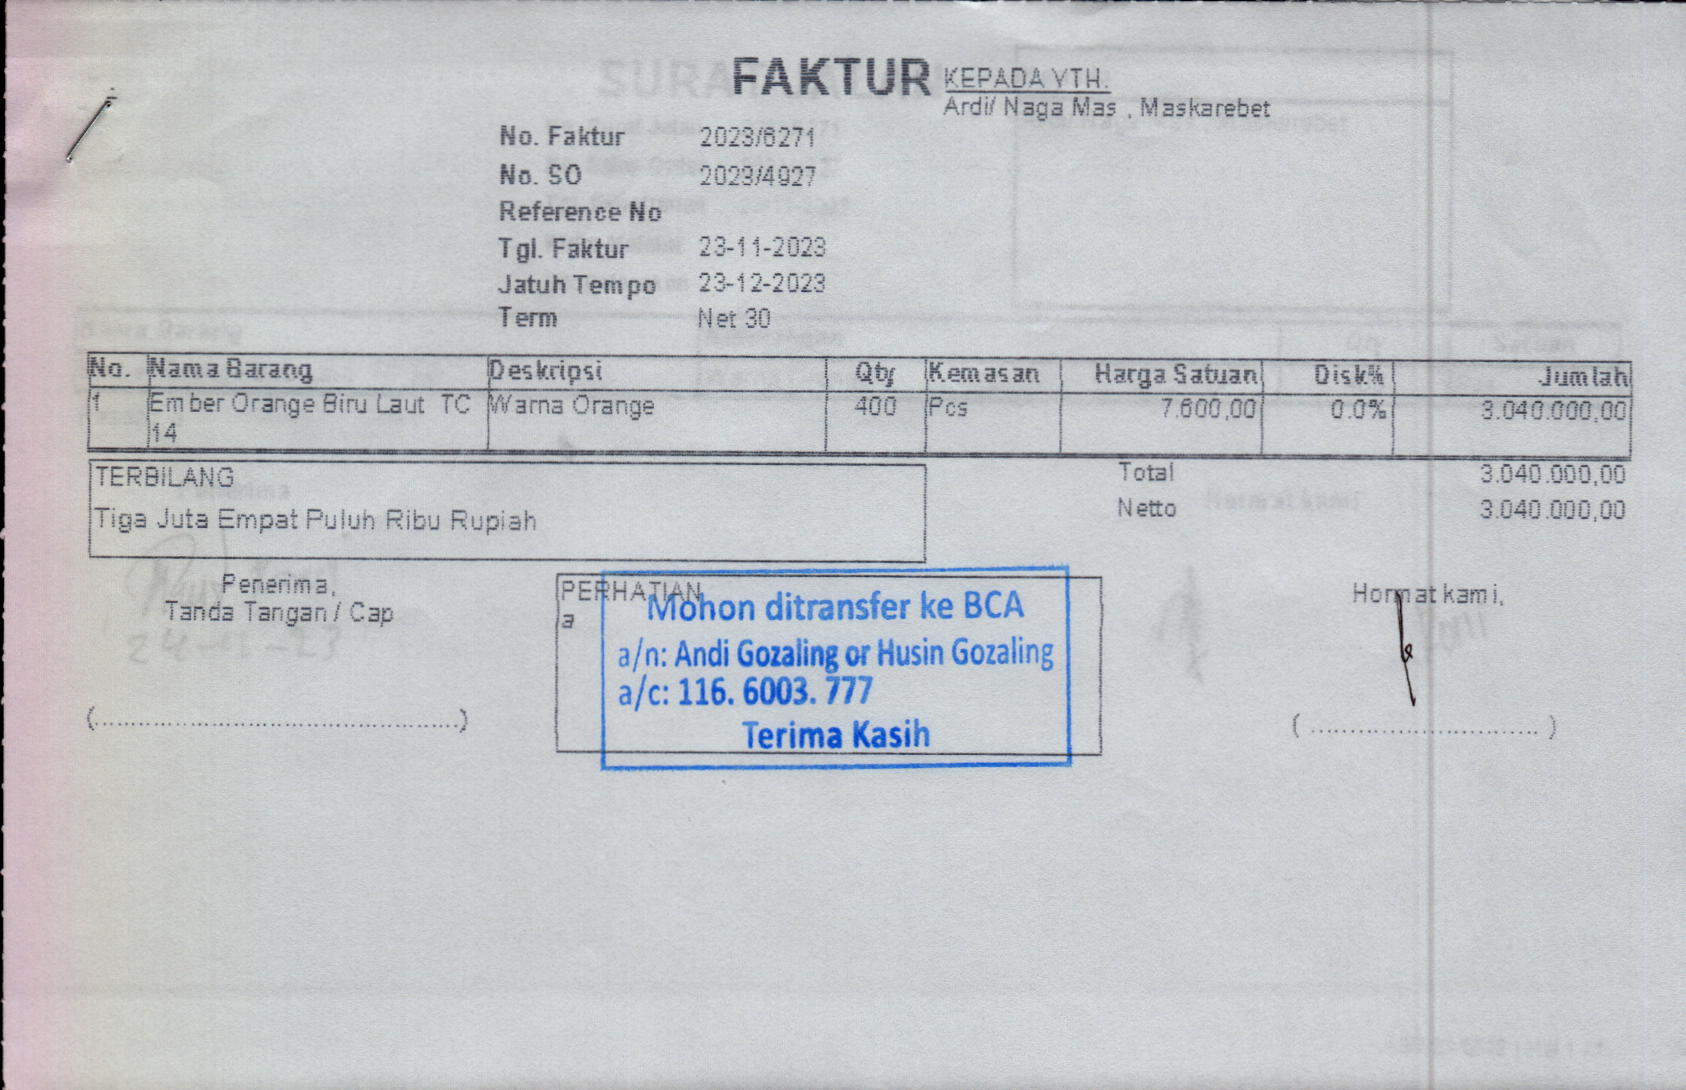 FAKTUR
KEPADA YTH.
Ardi/ Naga Mas , Maskarebet
No. Faktur 2023/6271
No. SO 2023/4927
Reference No
Tgl. Faktur 23-11-2023
Jatuh Tempo 23-12-2023
Term Net 30
No. Nama Barang Deskripsi Qty Kemasan Harga Satuan Disk% Jumlah
1 Ember Orange Biru Laut TC Warna Orange 400 Pcs 7.600,00 0.0% 3.040.000,00
14
TERBILANG
Tiga Juta Empat Puluh Ribu Rupiah
Total 3.040.000,00
Netto 3.040.000,00
Penerima,
Tanda Tangan / Cap
(..............................................)
PERHATIAN
a
Mohon ditransfer ke BCA
a/n: Andi Gozaling or Husin Gozaling
a/c: 116. 6003. 777
Terima Kasih
Hormat kami,
( ............................. )
24-11-23